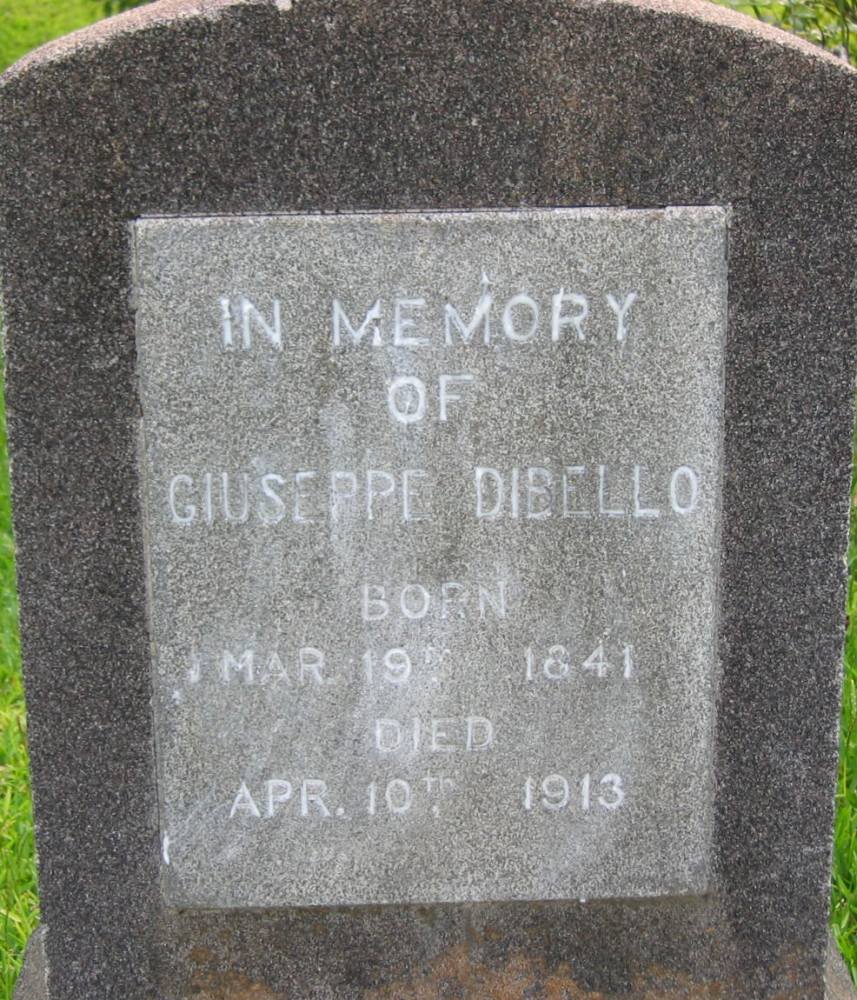 IN MEMORY
OF
GIUSEPPE DIBELLO
BORN
MAR. 19TH 1841
DIED
APR. 10TH 1913